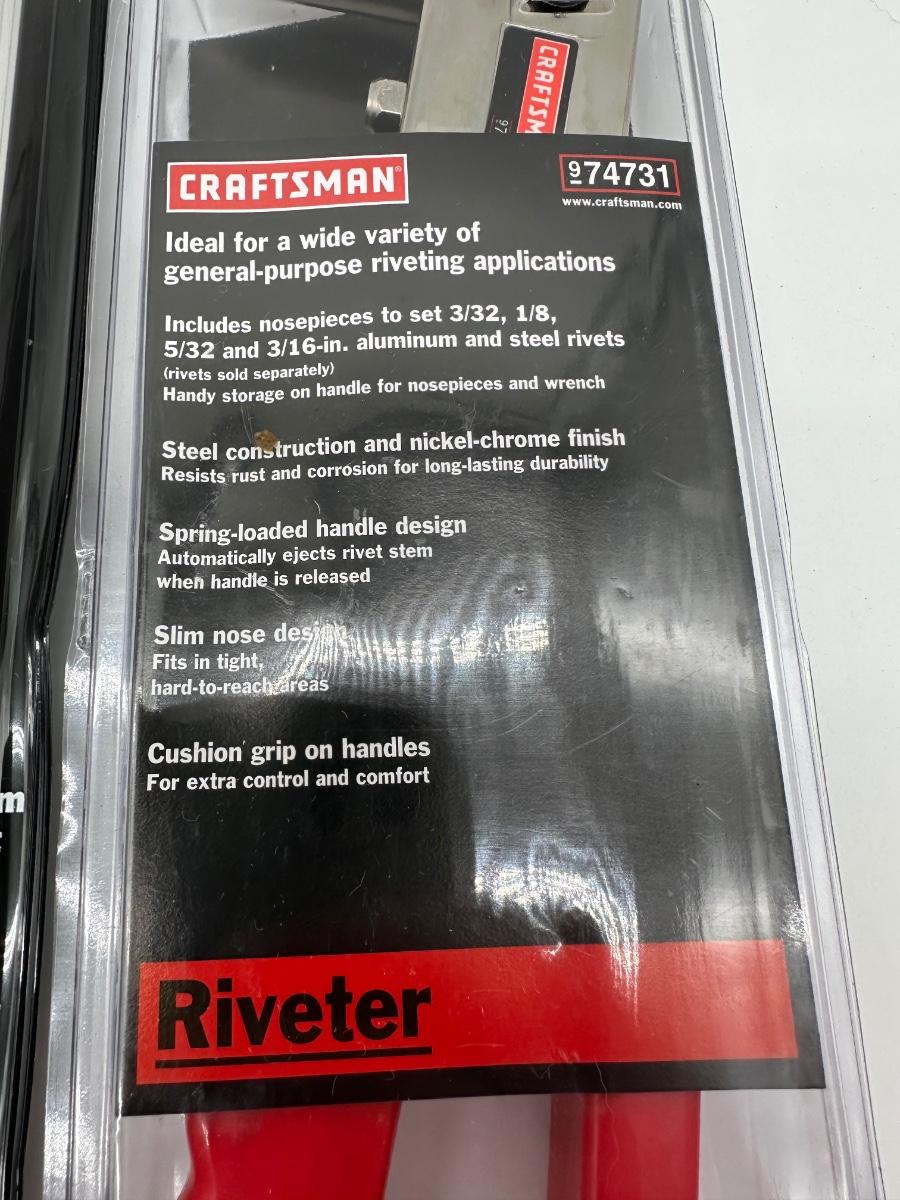 CRAFTSM
97
CRAFTSMAN®
974731
www.craftsman.com
Ideal for a wide variety of
general-purpose riveting applications
Includes nosepieces to set 3/32, 1/8,
5/32 and 3/16-in. aluminum and steel rivets
(rivets sold separately)
Handy storage on handle for nosepieces and wrench
Steel construction and nickel-chrome finish
Resists rust and corrosion for long-lasting durability
Spring-loaded handle design
Automatically ejects rivet stem
when handle is released
Slim nose design
Fits in tight,
hard-to-reach areas
Cushion grip on handles
For extra control and comfort
Riveter
m